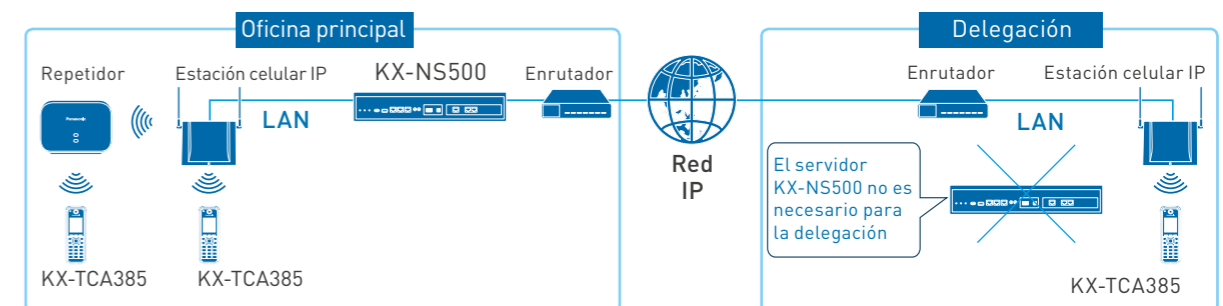 Oficina principal
Repetidor
Estación celular IP
KX-NS500
Enrutador
LAN
Panasonic
KX-TCA385
KX-TCA385
Red
IP
Delegación
Enrutador
Estación celular IP
LAN
El servidor
KX-NS500 no es
necesario para
la delegación
KX-TCA385